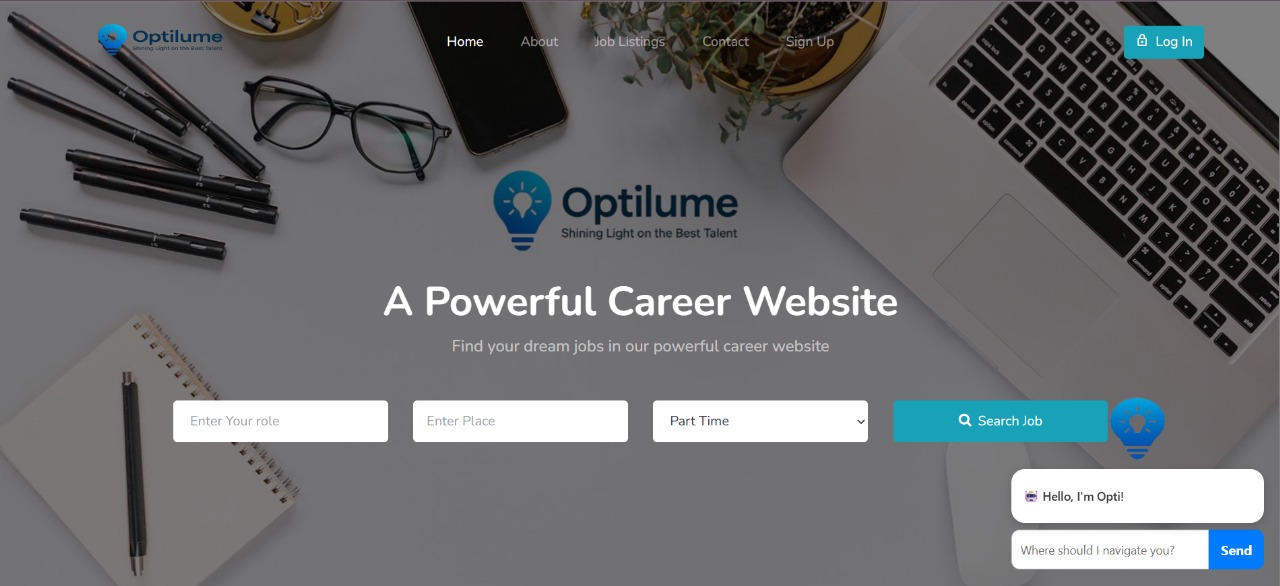 Optilume
Shining Light on the Best Talent
Home
About
Job Listings
Contact
Sign Up
Log In
Optilume
Shining Light on the Best Talent
A Powerful Career Website
Find your dream jobs in our powerful career website
Enter Your role
Enter Place
Part Time
Search Job
Hello, I'm Opti!
Where should I navigate you?
Send